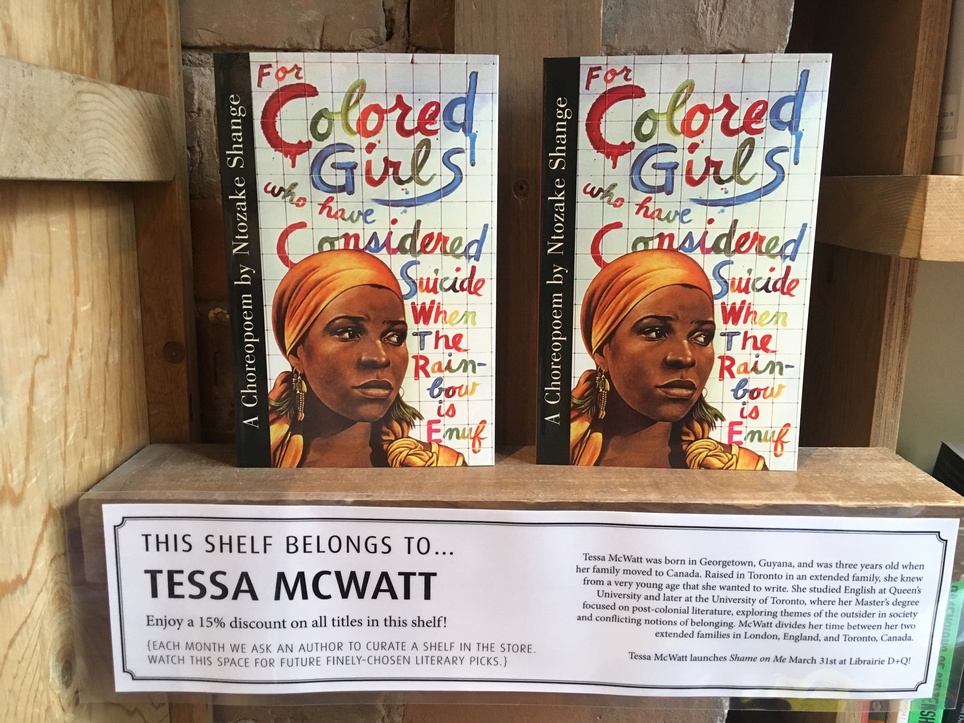 A Choreopoem by Ntozake Shange
For
Colored
Girls
who have
Considered
Suicide
When
The
Rain-
bow
is
Enuf
A Choreopoem by Ntozake Shange
For
Colored
Girls
who have
Considered
Suicide
When
The
Rain-
bow
is
Enuf
THIS SHELF BELONGS TO...
TESSA MCWATT
Enjoy a 15% discount on all titles in this shelf!
(EACH MONTH WE ASK AN AUTHOR TO CURATE A SHELF IN THE STORE.
WATCH THIS SPACE FOR FUTURE FINELY-CHOSEN LITERARY PICKS.)
Tessa McWatt was born in Georgetown, Guyana, and was three years old when
her family moved to Canada. Raised in Toronto in an extended family, she knew
from a very young age that she wanted to write. She studied English at Queen's
University and later at the University of Toronto, where her Master's degree
focused on post-colonial literature, exploring themes of the outsider in society
and conflicting notions of belonging. McWatt divides her time between her two
extended families in London, England, and Toronto, Canada.
Tessa McWatt launches Shame on Me March 31st at Librairie D+Q!